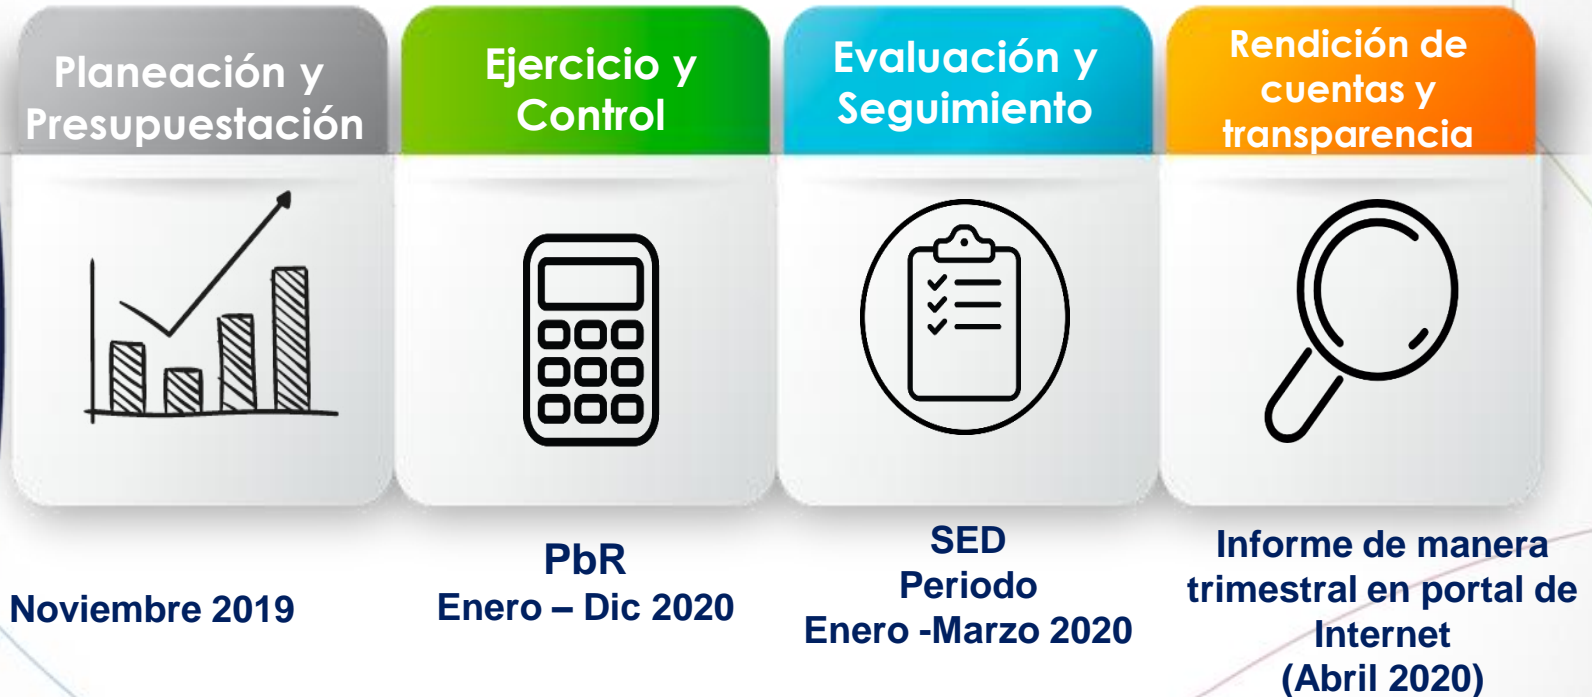 Planeación y
Presupuestación
Ejercicio y
Control
Evaluación y
Seguimiento
Rendición de
cuentas y
transparencia
Noviembre 2019
PbR
Enero – Dic 2020
SED
Periodo
Enero -Marzo 2020
Informe de manera
trimestral en portal de
Internet
(Abril 2020)